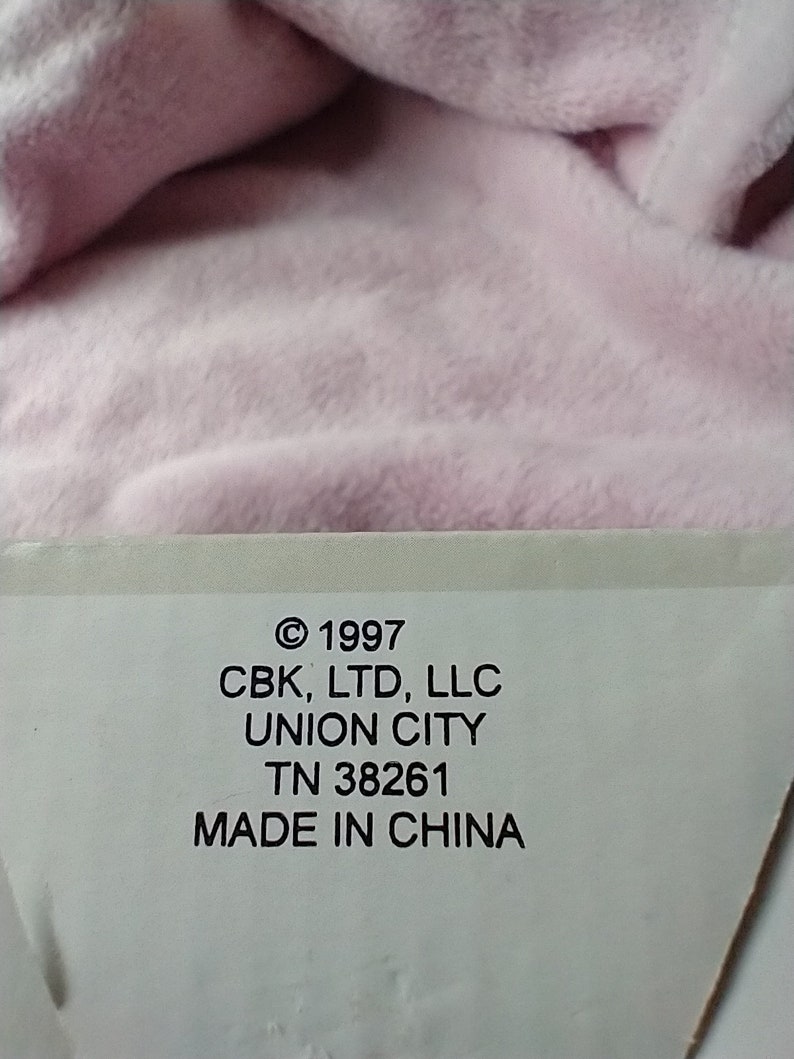 © 1997
CBK, LTD, LLC
UNION CITY
TN 38261
MADE IN CHINA